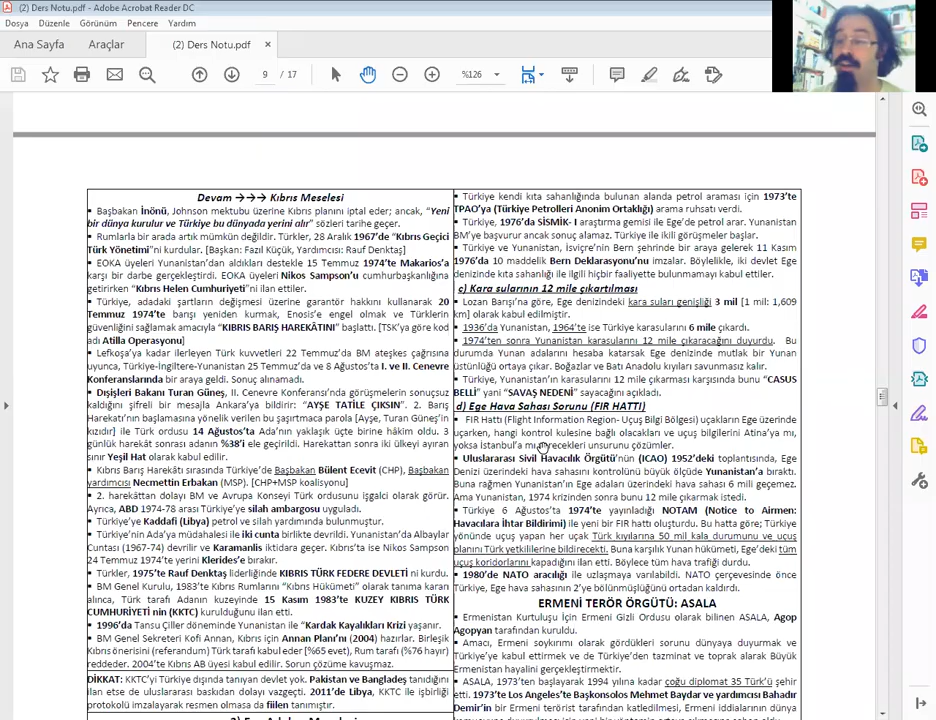 (2) Ders Notu.pdf - Adobe Acrobat Reader DC
Dosya Düzenle Görünüm Pencere Yardım
Ana Sayfa Araçlar (2) Ders Notu.pdf ×
9 / 17 %126
Devam →→→ Kıbrıs Meselesi
▪ Başbakan İnönü, Johnson mektubu üzerine Kıbrıs planını iptal eder; ancak, "Yeni
bir dünya kurulur ve Türkiye bu dünyada yerini alır" sözleri tarihe geçer.
▪ Rumlarla bir arada artık mümkün değildir. Türkler, 28 Aralık 1967'de "Kıbrıs Geçici
Türk Yönetimi"ni kurdular. [Başkan: Fazıl Küçük, Yardımcı: Rauf Denktaş]
▪ EOKA üyeleri Yunanistan'dan aldıkları destekle 15 Temmuz 1974'te Makarios'a
karşı bir darbe gerçekleştirdi. EOKA üyeleri Nikos Sampson'u cumhurbaşkanlığına
getirirken "Kıbrıs Helen Cumhuriyeti"ni ilan ettiler.
▪ Türkiye, adadaki şartların değişmesi üzerine garantör hakkını kullanarak 20
Temmuz 1974'te barışı yeniden kurmak, Enosis'e engel olmak ve Türklerin
güvenliğini sağlamak amacıyla "KIBRIS BARIŞ HAREKÂTINI" başlattı. [TSK'ya göre kod
adı Atilla Operasyonu]
▪ Lefkoşa'ya kadar ilerleyen Türk kuvvetleri 22 Temmuz'da BM ateşkes çağrısına
uyunca, Türkiye-İngiltere-Yunanistan 25 Temmuz'da ve 8 Ağustos'ta I. ve II. Cenevre
Konferanslarında bir araya geldi. Sonuç alınamadı.
▪ Dışişleri Bakanı Turan Güneş, II. Cenevre Konferansı'nda görüşmelerin sonuçsuz
kaldığını şifreli bir mesajla Ankara'ya bildirir: "AYŞE TATİLE ÇIKSIN". 2. Barış
Harekatı'nın başlamasına yönelik verilen bu şaşırtmaca parola [Ayşe, Turan Güneş'in
kızıdır] ile Türk ordusu 14 Ağustos'ta Ada'nın yaklaşık üçte birine hâkim oldu. 3
günlük harekât sonrası adanın %38'i ele geçirildi. Harekattan sonra iki ülkeyi ayıran
sınır Yeşil Hat olarak kabul edilir.
▪ Kıbrıs Barış Harekâtı sırasında Türkiye'de Başbakan Bülent Ecevit (CHP), Başbakan
yardımcısı Necmettin Erbakan (MSP). [CHP+MSP koalisyonu]
▪ 2. harekâttan dolayı BM ve Avrupa Konseyi Türk ordusunu işgalci olarak görür.
Ayrıca, ABD 1974-78 arası Türkiye'ye silah ambargosu uyguladı.
▪ Türkiye'ye Kaddafi (Libya) petrol ve silah yardımında bulunmuştur.
▪ Türkiye'nin Ada'ya müdahalesi ile iki cunta birlikte devrildi. Yunanistan'da Albaylar
Cuntası (1967-74) devrilir ve Karamanlis iktidara geçer. Kıbrıs'ta ise Nikos Sampson
24 Temmuz 1974'te yerini Klerides'e bırakır.
▪ Türkler, 1975'te Rauf Denktaş liderliğinde KIBRIS TÜRK FEDERE DEVLETİ ni kurdu.
▪ BM Genel Kurulu, 1983'te Kıbrıs Rumlarını "Kıbrıs Hükümeti" olarak tanıma kararı
alınca, Türk tarafı Adanın kuzeyinde 15 Kasım 1983'te KUZEY KIBRIS TÜRK
CUMHURİYETİ nin (KKTC) kurulduğunu ilan etti.
▪ 1996'da Tansu Çiller döneminde Yunanistan ile "Kardak Kayalıkları Krizi yaşanır.
▪ BM Genel Sekreteri Kofi Annan, Kıbrıs için Annan Planı'nı (2004) hazırlar. Birleşik
Kıbrıs önerisini (referandum) Türk tarafı kabul eder [%65 evet], Rum tarafı (%76 hayır)
reddeder. 2004'te Kıbrıs AB üyesi kabul edilir. Sorun çözüme kavuşmaz.
DİKKAT: KKTC'yi Türkiye dışında tanıyan devlet yok. Pakistan ve Bangladeş tanıdığını
ilan etse de uluslararası baskıdan dolayı vazgeçti. 2011'de Libya, KKTC ile işbirliği
protokolü imzalayarak resmen olmasa da fiilen tanımıştır.
▪ Türkiye kendi kıta sahanlığında bulunan alanda petrol araması için 1973'te
TPAO'ya (Türkiye Petrolleri Anonim Ortaklığı) arama ruhsatı verdi.
▪ Türkiye, 1976'da SİSMİK- I araştırma gemisi ile Ege'de petrol arar. Yunanistan
BM'ye başvurur ancak sonuç alamaz. Türkiye ile ikili görüşmeler başlar.
▪ Türkiye ve Yunanistan, İsviçre'nin Bern şehrinde bir araya gelerek 11 Kasım
1976'da 10 maddelik Bern Deklarasyonu'nu imzalar. Böylelikle, iki devlet Ege
denizinde kıta sahanlığı ile ilgili hiçbir faaliyette bulunmamayı kabul ettiler.
c) Kara sularının 12 mile çıkartılması
▪ Lozan Barışı'na göre, Ege denizindeki kara suları genişliği 3 mil [1 mil: 1,609
km] olarak kabul edilmiştir.
▪ 1936'da Yunanistan, 1964'te ise Türkiye karasularını 6 mile çıkardı.
▪ 1974'ten sonra Yunanistan karasularını 12 mile çıkaracağını duyurdu. Bu
durumda Yunan adalarını hesaba katarsak Ege denizinde mutlak bir Yunan
üstünlüğü ortaya çıkar. Boğazlar ve Batı Anadolu kıyıları savunmasız kalır.
▪ Türkiye, Yunanistan'ın karasularını 12 mile çıkarması karşısında bunu "CASUS
BELLİ" yani "SAVAŞ NEDENİ" sayacağını açıkladı.
d) Ege Hava Sahası Sorunu (FIR HATTI)
▪ FIR Hattı (Flight Information Region- Uçuş Bilgi Bölgesi) uçakların Ege üzerinde
uçarken, hangi kontrol kulesine bağlı olacakları ve uçuş bilgilerini Atina'ya mı,
yoksa istanbul'a mı verecekleri unsurunu çözümler.
▪ Uluslararası Sivil Havacılık Örgütü'nün (ICAO) 1952'deki toplantısında, Ege
Denizi üzerindeki hava sahası kontrolünü büyük ölçüde Yunanistan'a bıraktı.
Buna rağmen Yunanistan'ın Ege adaları üzerindeki hava sahası 6 mili geçemez.
Ama Yunanistan, 1974 krizinden sonra bunu 12 mile çıkarmak istedi.
▪ Türkiye 6 Ağustos 1974'te yayınladığı NOTAM (Notice to Airmen:
Havacılara İhtar Bildirimi) ile yeni bir FIR hattı oluşturdu. Bu hatta göre; Türkiye
yönünde uçuş yapan her uçak Türk kıyılarına 50 mil kala durumunu ve uçuş
planını Türk yetkililerine bildirecekti. Buna karşılık Yunan hükümeti, Ege'deki tüm
uçuş koridorlarını kapadığını ilan etti. Böylece tüm hava trafiği durdu.
▪ 1980'de NATO aracılığı ile uzlaşmaya varılabildi. NATO çerçevesinde önce
Türkiye, Ege hava sahasının 2'ye bölünmüşlüğünü ortadan kaldırdı.
ERMENİ TERÖR ÖRGÜTÜ: ASALA
▪ Ermenistan Kurtuluşu İçin Ermeni Gizli Ordusu olarak bilinen ASALA, Agop
Agopyan tarafından kuruldu.
▪ Amacı, Ermeni soykırımı olarak gördükleri sorunu dünyaya duyurmak ve
Türkiye'ye kabul ettirmek ve de Türkiye'den tazminat ve toprak alarak Büyük
Ermenistan hayalini gerçekleştirmektir.
▪ ASALA, 1973'ten başlayarak 1994 yılına kadar coğu diplomat 35 Türk'ü şehir
etti. 1973'te Los Angeles'te Başkonsolos Mehmet Baydar ve yardımcısı Bahadır
Demir'in bir Ermeni terörist tarafından katledilmesi, Ermeni iddialarının dünya